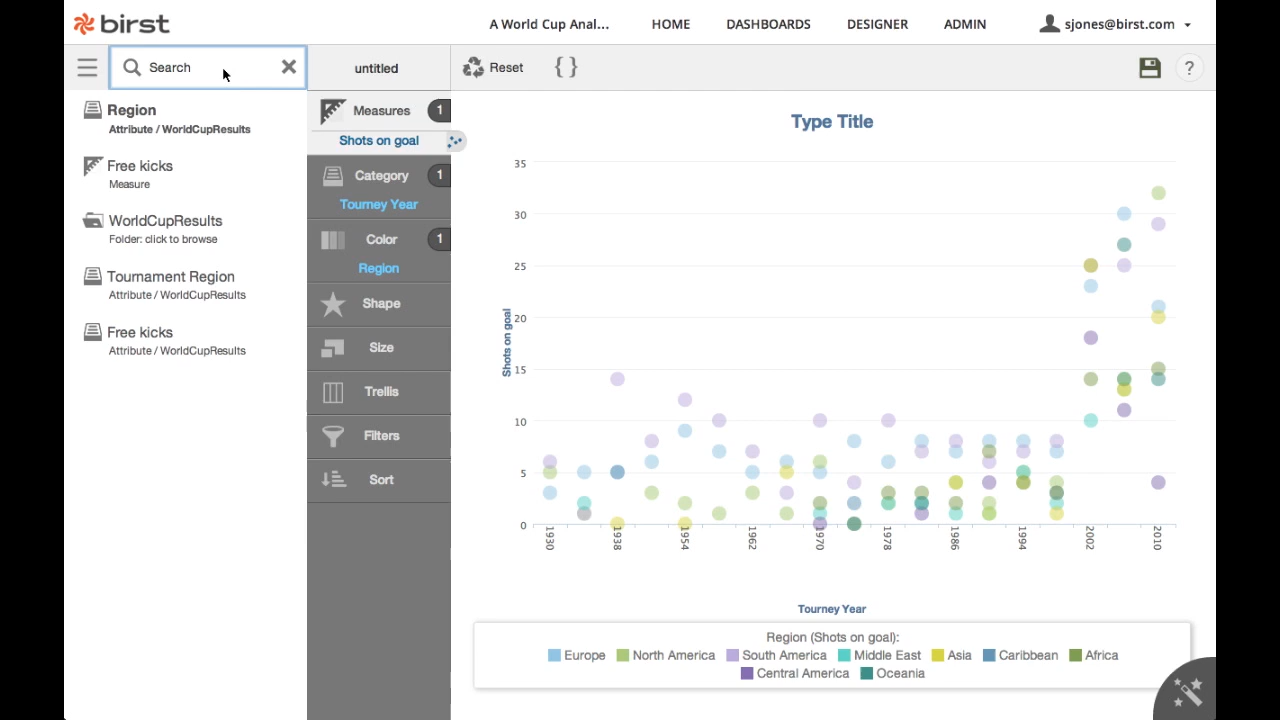 birst
A World Cup Anal...
HOME
DASHBOARDS
DESIGNER
ADMIN
sjones@birst.com
Search
untitled
Reset
{ }
?
Region
Attribute / WorldCupResults
Free kicks
Measure
WorldCupResults
Folder: click to browse
Tournament Region
Attribute / WorldCupResults
Free kicks
Attribute / WorldCupResults
Measures 1
Shots on goal
Category 1
Tourney Year
Color 1
Region
Shape
Size
Trellis
Filters
Sort
Type Title
Shots on goal
35
30
25
20
15
10
5
0
1930
1938
1954
1962
1970
1978
1986
1994
2002
2010
Tourney Year
Region (Shots on goal):
Europe North America South America Middle East Asia Caribbean Africa
Central America Oceania